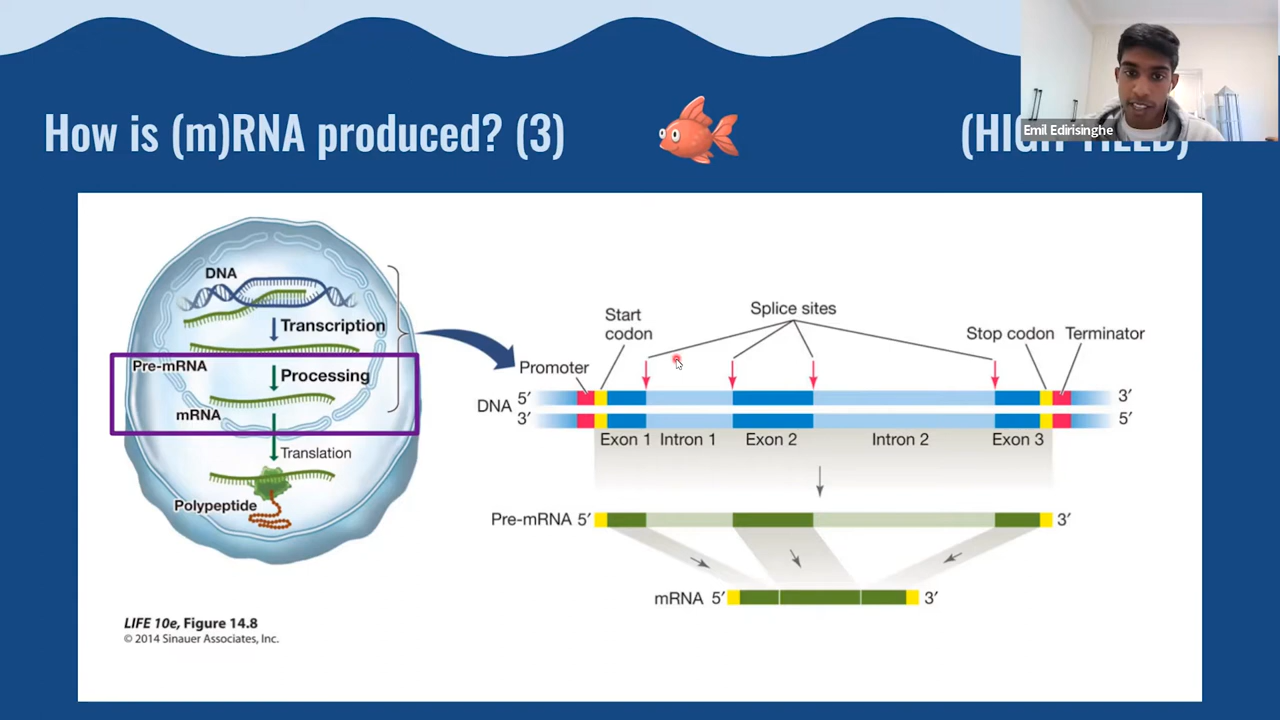 How is (m)RNA produced? (3)
Emil Edirisinghe
DNA
Transcription
Pre-mRNA
Processing
mRNA
Translation
Polypeptide
LIFE 10e, Figure 14.8
© 2014 Sinauer Associates, Inc.
Start
codon
Splice sites
Stop codon
Terminator
Promoter
DNA 5′ 3′
3′ 5′
Exon 1 Intron 1 Exon 2 Intron 2 Exon 3
Pre-mRNA 5′ 3′
mRNA 5′ 3′